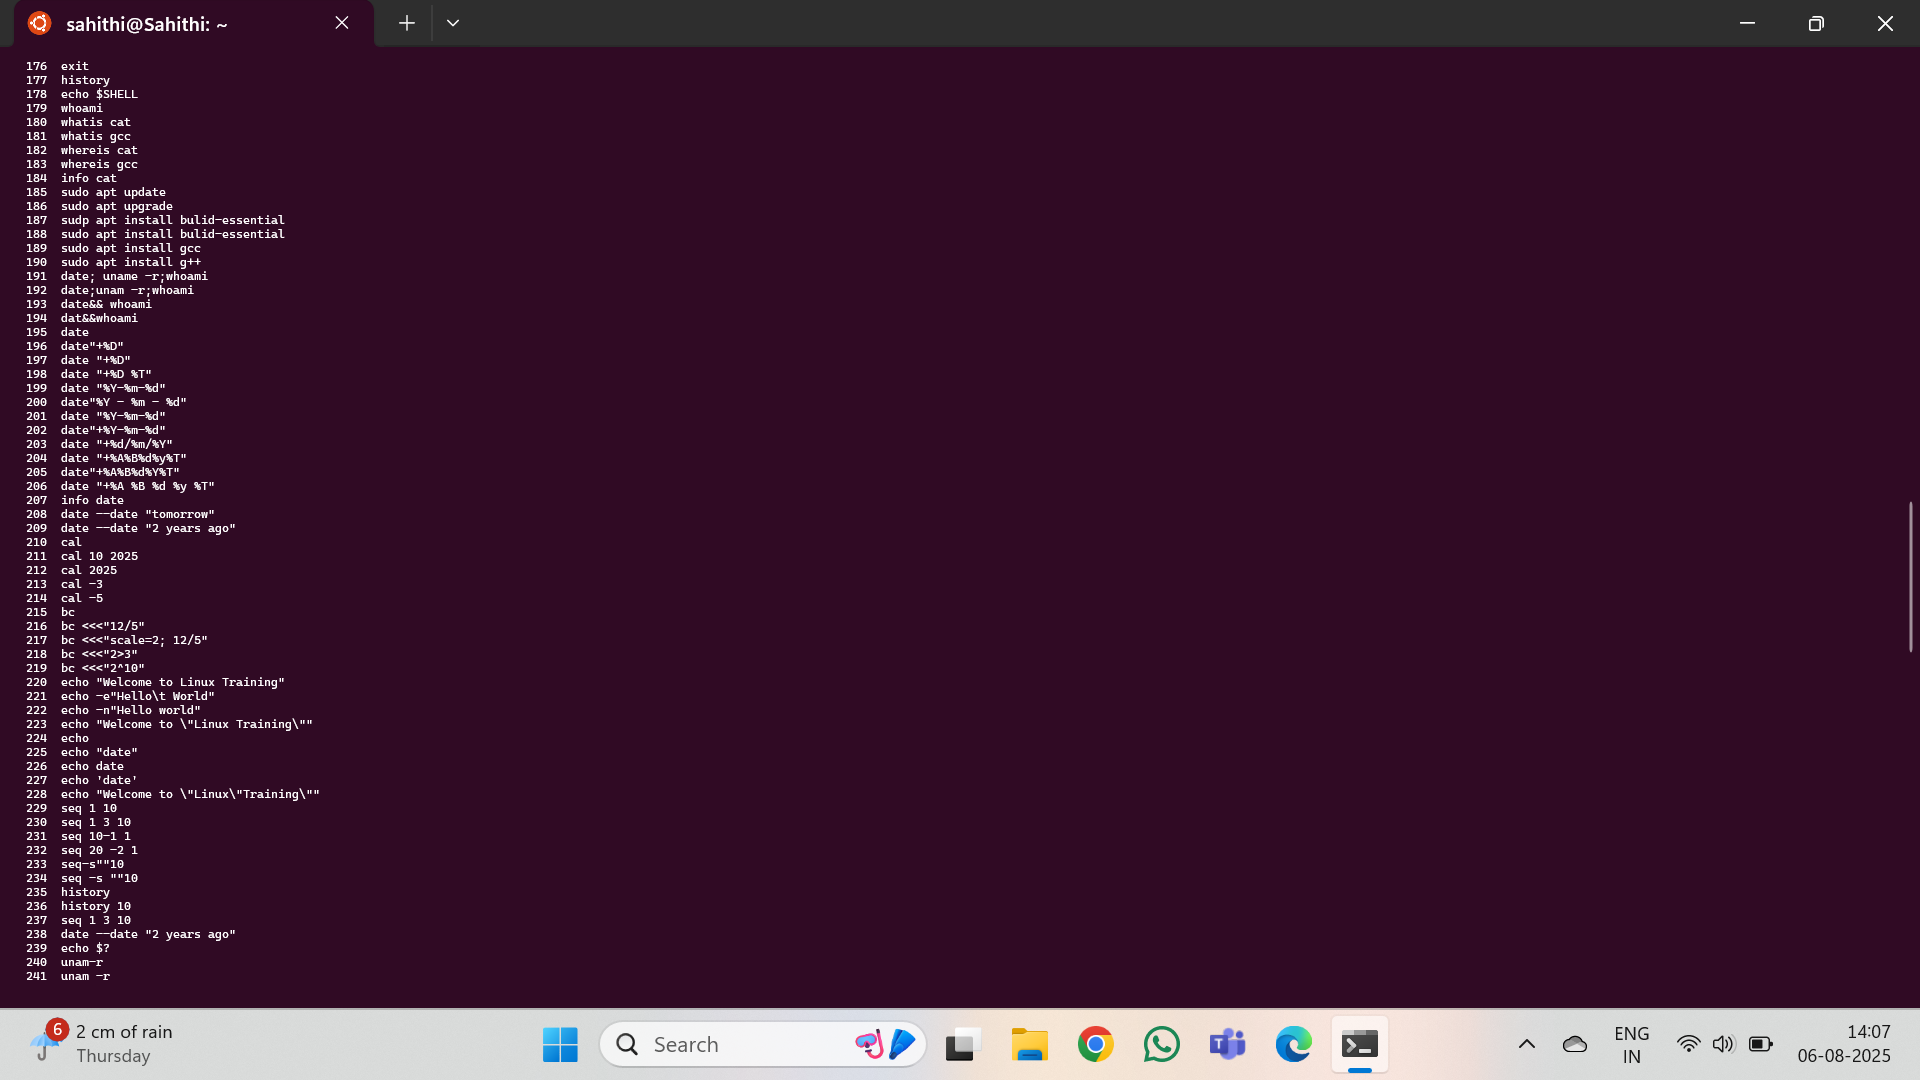 sahithi@Sahithi: ~
176 exit
177 history
178 echo $SHELL
179 whoami
180 whatis cat
181 whatis gcc
182 whereis cat
183 whereis gcc
184 info cat
185 sudo apt update
186 sudo apt upgrade
187 sudp apt install bulid-essential
188 sudo apt install bulid-essential
189 sudo apt install gcc
190 sudo apt install g++
191 date; uname -r;whoami
192 date;unam -r;whoami
193 date&& whoami
194 dat&&whoami
195 date
196 date"+%D"
197 date "+%D"
198 date "+%D %T"
199 date "%Y-%m-%d"
200 date"%Y - %m - %d"
201 date "%Y-%m-%d"
202 date"+%Y-%m-%d"
203 date "+%d/%m/%Y"
204 date "+%A%B%d%y%T"
205 date"+%A%B%d%Y%T"
206 date "+%A %B %d %y %T"
207 info date
208 date --date "tomorrow"
209 date --date "2 years ago"
210 cal
211 cal 10 2025
212 cal 2025
213 cal -3
214 cal -5
215 bc
216 bc <<<"12/5"
217 bc <<<"scale=2; 12/5"
218 bc <<<"2>3"
219 bc <<<"2^10"
220 echo "Welcome to Linux Training"
221 echo -e"Hello\t World"
222 echo -n"Hello world"
223 echo "Welcome to \"Linux Training\""
224 echo
225 echo "date"
226 echo date
227 echo 'date'
228 echo "Welcome to \"Linux\"Training\""
229 seq 1 10
230 seq 1 3 10
231 seq 10-1 1
232 seq 20 -2 1
233 seq-s""10
234 seq -s ""10
235 history
236 history 10
237 seq 1 3 10
238 date --date "2 years ago"
239 echo $?
240 unam-r
241 unam -r
6
2 cm of rain
Thursday
Search
ENG
IN
14:07
06-08-2025